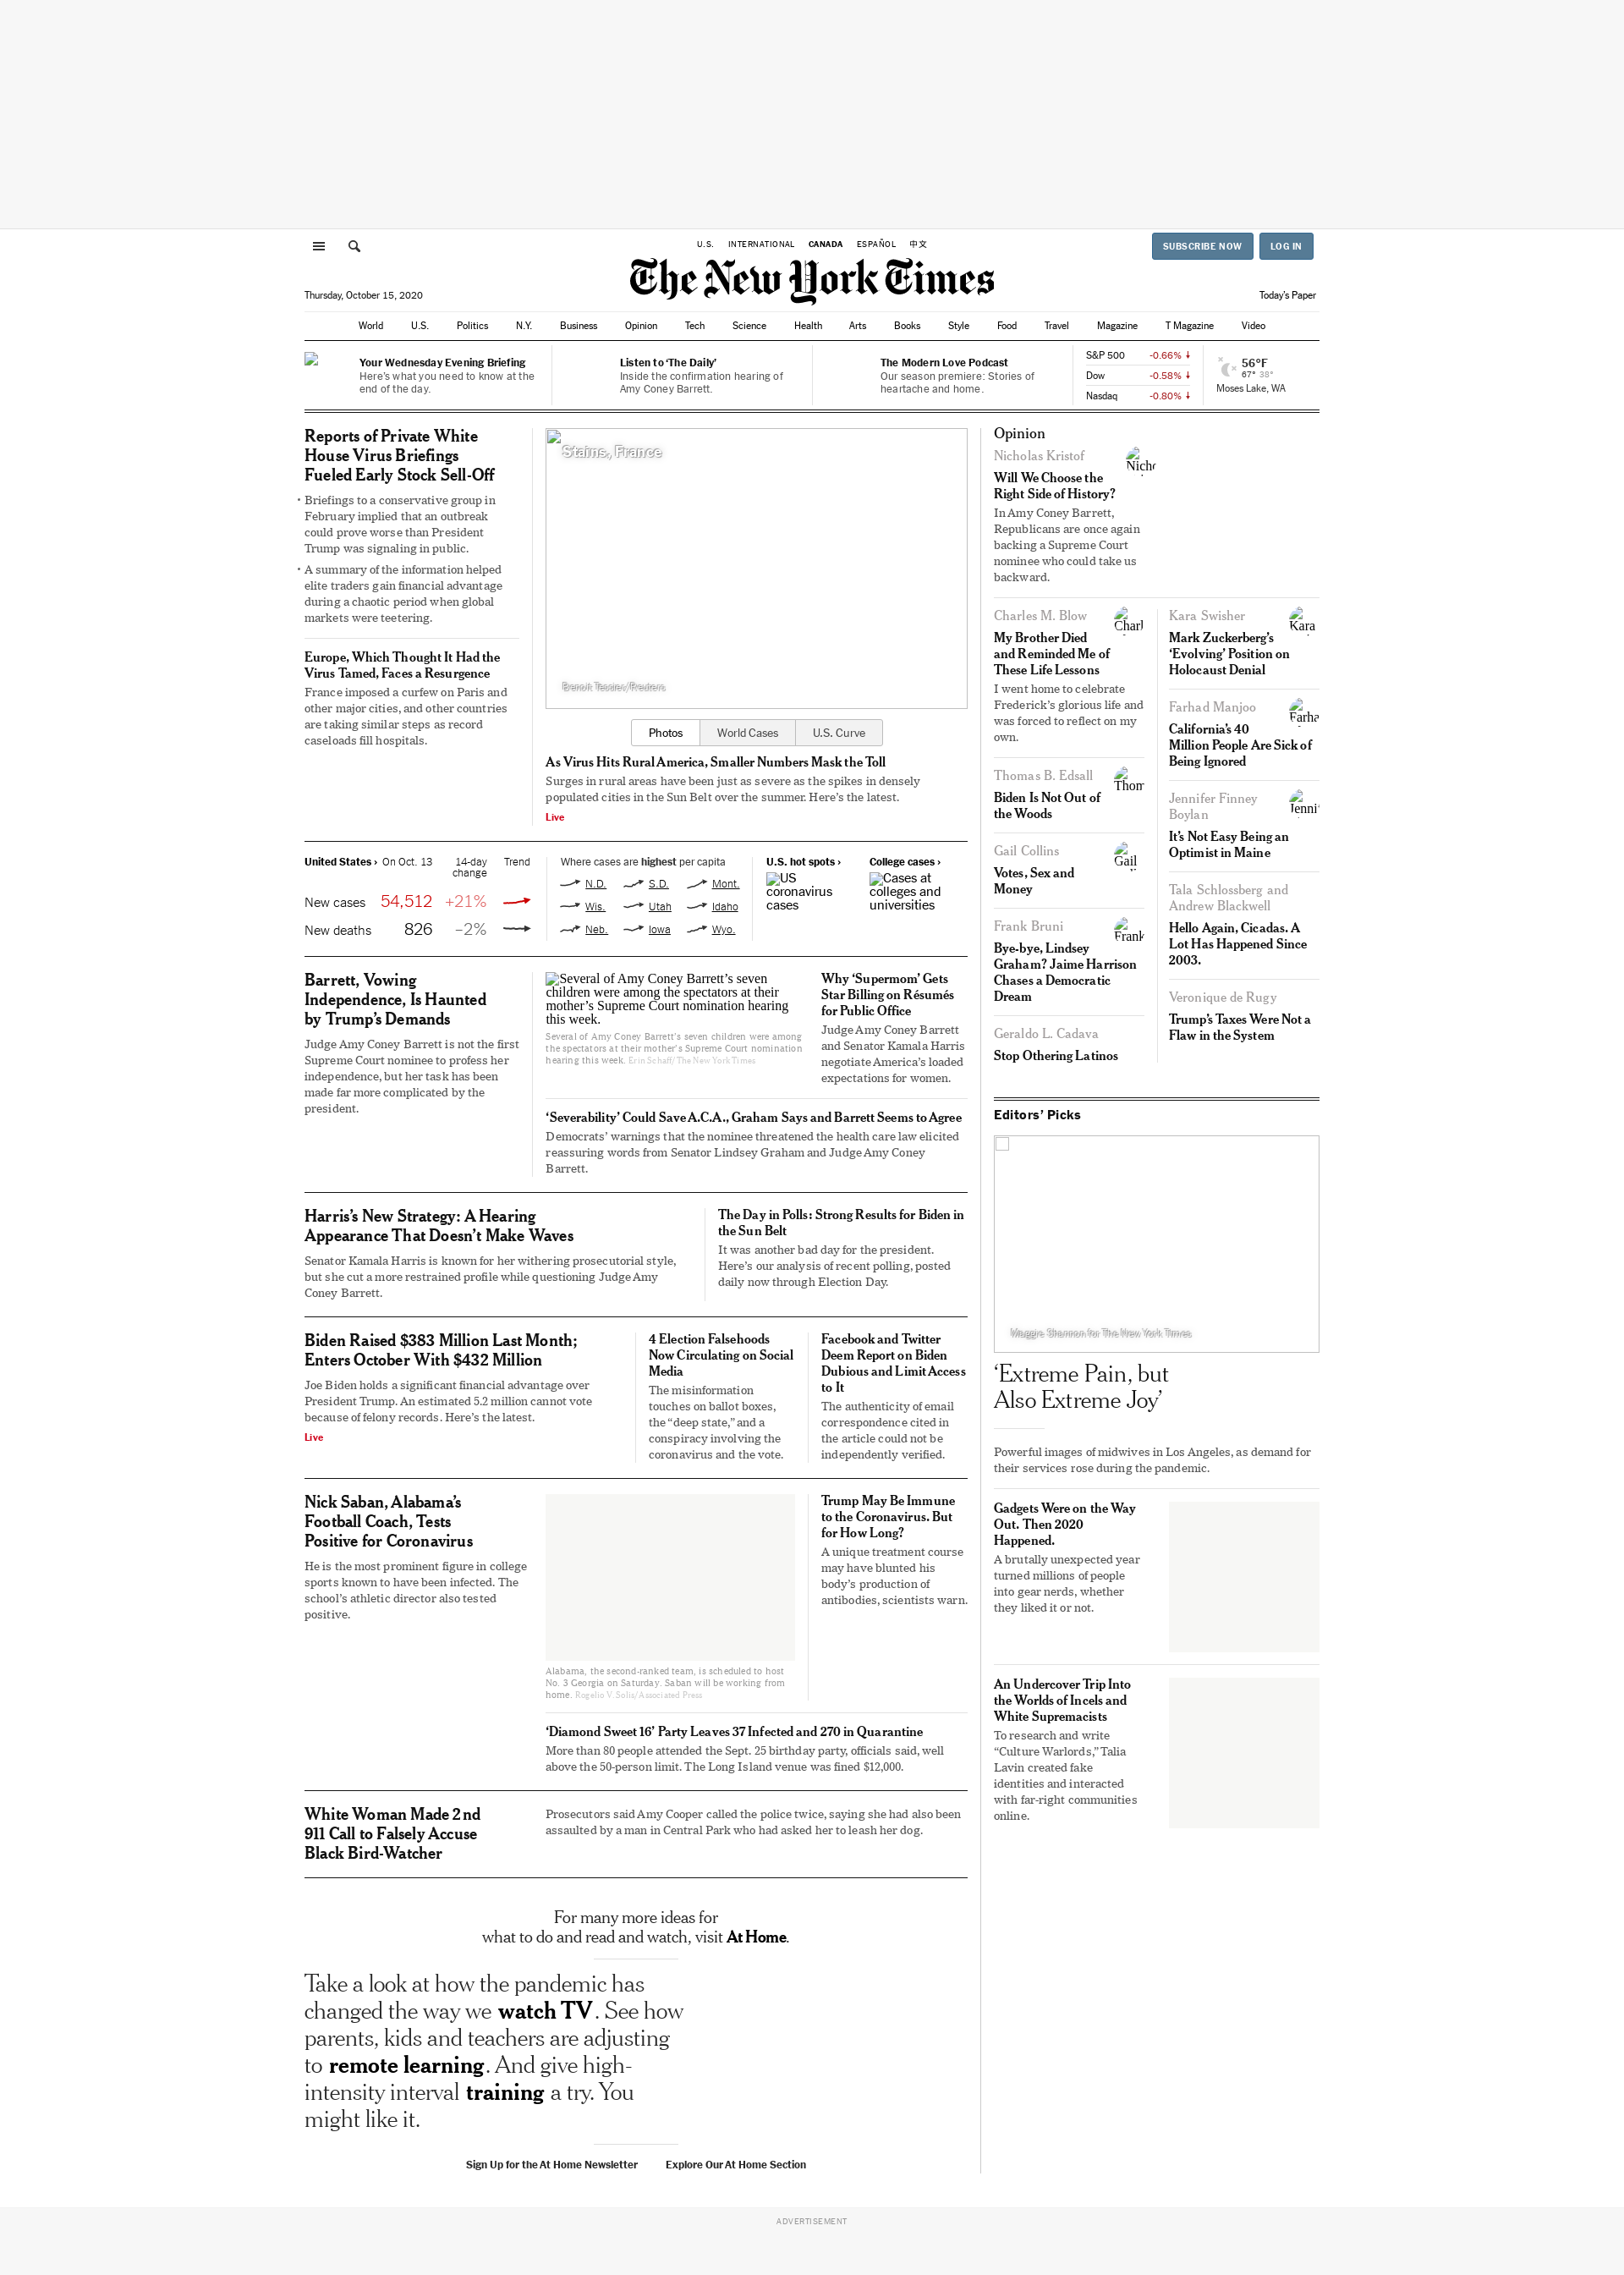 U.S. INTERNATIONAL CANADA ESPAÑOL 中文
SUBSCRIBE NOW LOG IN
The New York Times
Thursday, October 15, 2020
Today's Paper
World U.S. Politics N.Y. Business Opinion Tech Science Health Arts Books Style Food Travel Magazine T Magazine Video
Your Wednesday Evening Briefing
Here's what you need to know at the
end of the day.
Listen to ‘The Daily’
Inside the confirmation hearing of
Amy Coney Barrett.
The Modern Love Podcast
Our season premiere: Stories of
heartache and home.
S&P 500 -0.66%
Dow -0.58%
Nasdaq -0.80%
56°F
67° 38°
Moses Lake, WA
Reports of Private White
House Virus Briefings
Fueled Early Stock Sell-Off
• Briefings to a conservative group in
February implied that an outbreak
could prove worse than President
Trump was signaling in public.
• A summary of the information helped
elite traders gain financial advantage
during a chaotic period when global
markets were teetering.
Europe, Which Thought It Had the
Virus Tamed, Faces a Resurgence
France imposed a curfew on Paris and
other major cities, and other countries
are taking similar steps as record
caseloads fill hospitals.
Stains, France
Benoit Tessier/Reuters
Photos World Cases U.S. Curve
As Virus Hits Rural America, Smaller Numbers Mask the Toll
Surges in rural areas have been just as severe as the spikes in densely
populated cities in the Sun Belt over the summer. Here's the latest.
Live
United States › On Oct. 13 14-day
change Trend
New cases 54,512 +21%
New deaths 826 –2%
Where cases are highest per capita
N.D. S.D. Mont.
Wis. Utah Idaho
Neb. Iowa Wyo.
U.S. hot spots ›
US
coronavirus
cases
College cases ›
Cases at
colleges and
universities
Barrett, Vowing
Independence, Is Haunted
by Trump's Demands
Judge Amy Coney Barrett is not the first
Supreme Court nominee to profess her
independence, but her task has been
made far more complicated by the
president.
Several of Amy Coney Barrett's seven
children were among the spectators at their
mother's Supreme Court nomination hearing
this week.
Several of Amy Coney Barrett's seven children were among
the spectators at their mother's Supreme Court nomination
hearing this week. Erin Schaff/The New York Times
Why ‘Supermom’ Gets
Star Billing on Résumés
for Public Office
Judge Amy Coney Barrett
and Senator Kamala Harris
negotiate America's loaded
expectations for women.
‘Severability’ Could Save A.C.A., Graham Says and Barrett Seems to Agree
Democrats' warnings that the nominee threatened the health care law elicited
reassuring words from Senator Lindsey Graham and Judge Amy Coney
Barrett.
Harris's New Strategy: A Hearing
Appearance That Doesn't Make Waves
Senator Kamala Harris is known for her withering prosecutorial style,
but she cut a more restrained profile while questioning Judge Amy
Coney Barrett.
The Day in Polls: Strong Results for Biden in
the Sun Belt
It was another bad day for the president.
Here's our analysis of recent polling, posted
daily now through Election Day.
Biden Raised $383 Million Last Month;
Enters October With $432 Million
Joe Biden holds a significant financial advantage over
President Trump. An estimated 5.2 million cannot vote
because of felony records. Here's the latest.
Live
4 Election Falsehoods
Now Circulating on Social
Media
The misinformation
touches on ballot boxes,
the “deep state,” and a
conspiracy involving the
coronavirus and the vote.
Facebook and Twitter
Deem Report on Biden
Dubious and Limit Access
to It
The authenticity of email
correspondence cited in
the article could not be
independently verified.
Nick Saban, Alabama's
Football Coach, Tests
Positive for Coronavirus
He is the most prominent figure in college
sports known to have been infected. The
school's athletic director also tested
positive.
Alabama, the second-ranked team, is scheduled to host
No. 3 Georgia on Saturday. Saban will be working from
home. Rogelio V. Solis/Associated Press
Trump May Be Immune
to the Coronavirus. But
for How Long?
A unique treatment course
may have blunted his
body's production of
antibodies, scientists warn.
‘Diamond Sweet 16’ Party Leaves 37 Infected and 270 in Quarantine
More than 80 people attended the Sept. 25 birthday party, officials said, well
above the 50-person limit. The Long Island venue was fined $12,000.
White Woman Made 2nd
911 Call to Falsely Accuse
Black Bird-Watcher
Prosecutors said Amy Cooper called the police twice, saying she had also been
assaulted by a man in Central Park who had asked her to leash her dog.
For many more ideas for
what to do and read and watch, visit At Home.
Take a look at how the pandemic has
changed the way we watch TV. See how
parents, kids and teachers are adjusting
to remote learning. And give high-
intensity interval training a try. You
might like it.
Sign Up for the At Home Newsletter Explore Our At Home Section
Opinion
Nicholas Kristof
Nicho
Will We Choose the
Right Side of History?
In Amy Coney Barrett,
Republicans are once again
backing a Supreme Court
nominee who could take us
backward.
Charles M. Blow
Charl
My Brother Died
and Reminded Me of
These Life Lessons
I went home to celebrate
Frederick's glorious life and
was forced to reflect on my
own.
Thomas B. Edsall
Thom
Biden Is Not Out of
the Woods
Gail Collins
Gail
Votes, Sex and
Money
Frank Bruni
Frank
Bye-bye, Lindsey
Graham? Jaime Harrison
Chases a Democratic
Dream
Geraldo L. Cadava
Stop Othering Latinos
Kara Swisher
Kara
Mark Zuckerberg's
‘Evolving’ Position on
Holocaust Denial
Farhad Manjoo
Farha
California's 40
Million People Are Sick of
Being Ignored
Jennifer Finney
Boylan
Jennif
It's Not Easy Being an
Optimist in Maine
Tala Schlossberg and
Andrew Blackwell
Hello Again, Cicadas. A
Lot Has Happened Since
2003.
Veronique de Rugy
Trump's Taxes Were Not a
Flaw in the System
Editors' Picks
Maggie Shannon for The New York Times
‘Extreme Pain, but
Also Extreme Joy’
Powerful images of midwives in Los Angeles, as demand for
their services rose during the pandemic.
Gadgets Were on the Way
Out. Then 2020
Happened.
A brutally unexpected year
turned millions of people
into gear nerds, whether
they liked it or not.
An Undercover Trip Into
the Worlds of Incels and
White Supremacists
To research and write
“Culture Warlords,” Talia
Lavin created fake
identities and interacted
with far-right communities
online.
ADVERTISEMENT